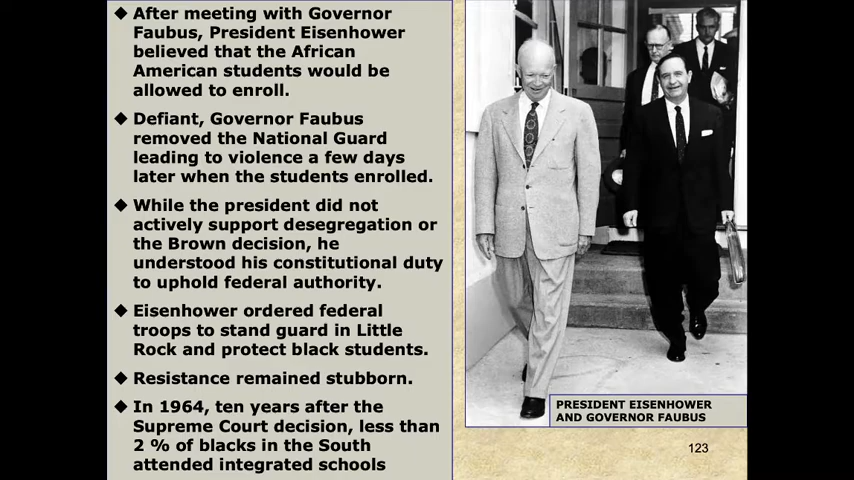 ◆ After meeting with Governor
Faubus, President Eisenhower
believed that the African
American students would be
allowed to enroll.
◆ Defiant, Governor Faubus
removed the National Guard
leading to violence a few days
later when the students enrolled.
◆ While the president did not
actively support desegregation or
the Brown decision, he
understood his constitutional duty
to uphold federal authority.
◆ Eisenhower ordered federal
troops to stand guard in Little
Rock and protect black students.
◆ Resistance remained stubborn.
◆ In 1964, ten years after the
Supreme Court decision, less than
2 % of blacks in the South
attended integrated schools
PRESIDENT EISENHOWER
AND GOVERNOR FAUBUS
123